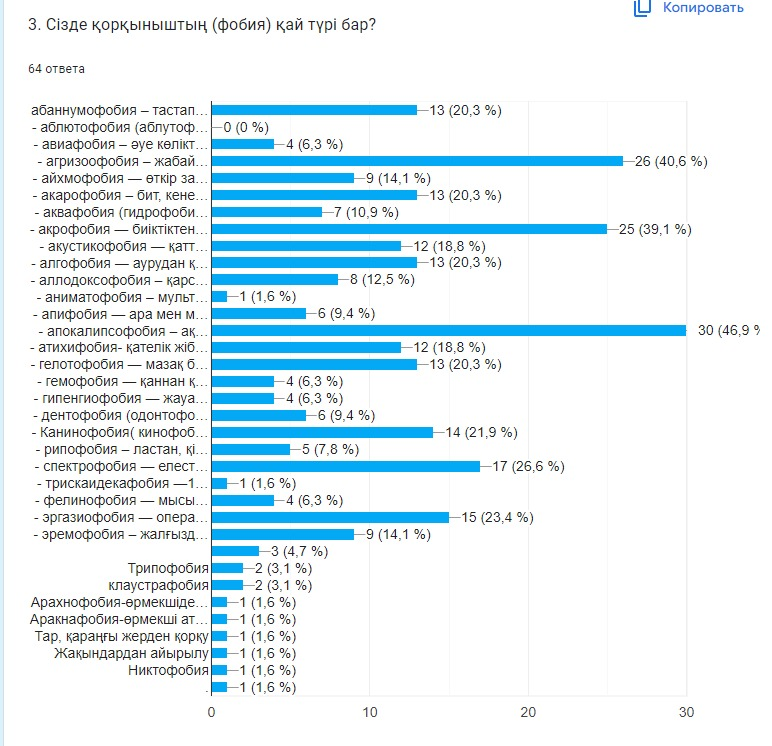 Копировать
3. Сізде қорқыныштың (фобия) қай түрі бар?
64 ответа
абаннумофобия – тастап... 13 (20,3 %)
- аблютофобия (аблутоф... 0 (0 %)
- авиафобия – әуе көлікт... 4 (6,3 %)
- агризоофобия – жабай... 26 (40,6 %)
- айхмофобия — өткір за... 9 (14,1 %)
- акарофобия – бит, кене... 13 (20,3 %)
- аквафобия (гидрофоби... 7 (10,9 %)
- акрофобия — биіктіктен... 25 (39,1 %)
- акустикофобия — қатт... 12 (18,8 %)
- алгофобия — аурудан қ... 13 (20,3 %)
- аллодоксофобия – қарс... 8 (12,5 %)
- аниматофобия – мульт... 1 (1,6 %)
- апифобия — ара мен м... 6 (9,4 %)
- апокалипсофобия – ақ... 30 (46,9 %
- атихифобия- қателік жіб... 12 (18,8 %)
- гелотофобия — мазақ б... 13 (20,3 %)
- гемофобия — қаннан қ... 4 (6,3 %)
- гипенгиофобия — жауа... 4 (6,3 %)
- дентофобия (одонтофо... 6 (9,4 %)
- Канинофобия( кинофоб... 14 (21,9 %)
- рипофобия – ластан, қі... 5 (7,8 %)
- спектрофобия — елест... 17 (26,6 %)
- трискаидекафобия —1... 1 (1,6 %)
- фелинофобия – мысы... 4 (6,3 %)
- эргазиофобия — опера... 15 (23,4 %)
- эремофобия – жалғызд... 9 (14,1 %)
3 (4,7 %)
Трипофобия 2 (3,1 %)
клаустрафобия 2 (3,1 %)
Арахнофобия-өрмекшіде... 1 (1,6 %)
Аракнафобия-өрмекші ат... 1 (1,6 %)
Тар, қараңғы жерден қорқу 1 (1,6 %)
Жақындардан айырылу 1 (1,6 %)
Никтофобия 1 (1,6 %)
. 1 (1,6 %)
0 10 20 30